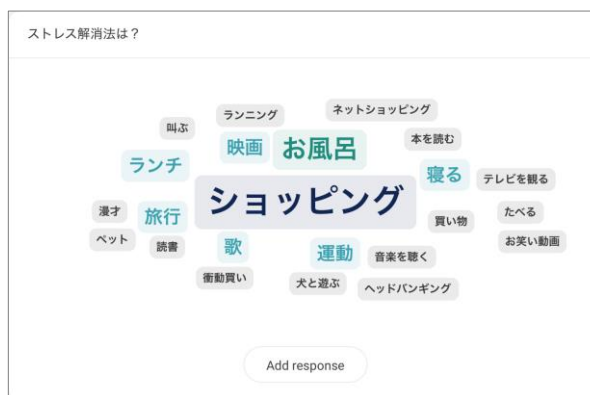 ストレス解消法は？
ランニング
ネットショッピング
叫ぶ
映画
お風呂
本を読む
ランチ
寝る
テレビを観る
ショッピング
漫才
旅行
買い物
たべる
ペット
読書
歌
運動
音楽を聴く
お笑い動画
衝動買い
犬と遊ぶ
ヘッドバンギング
Add response